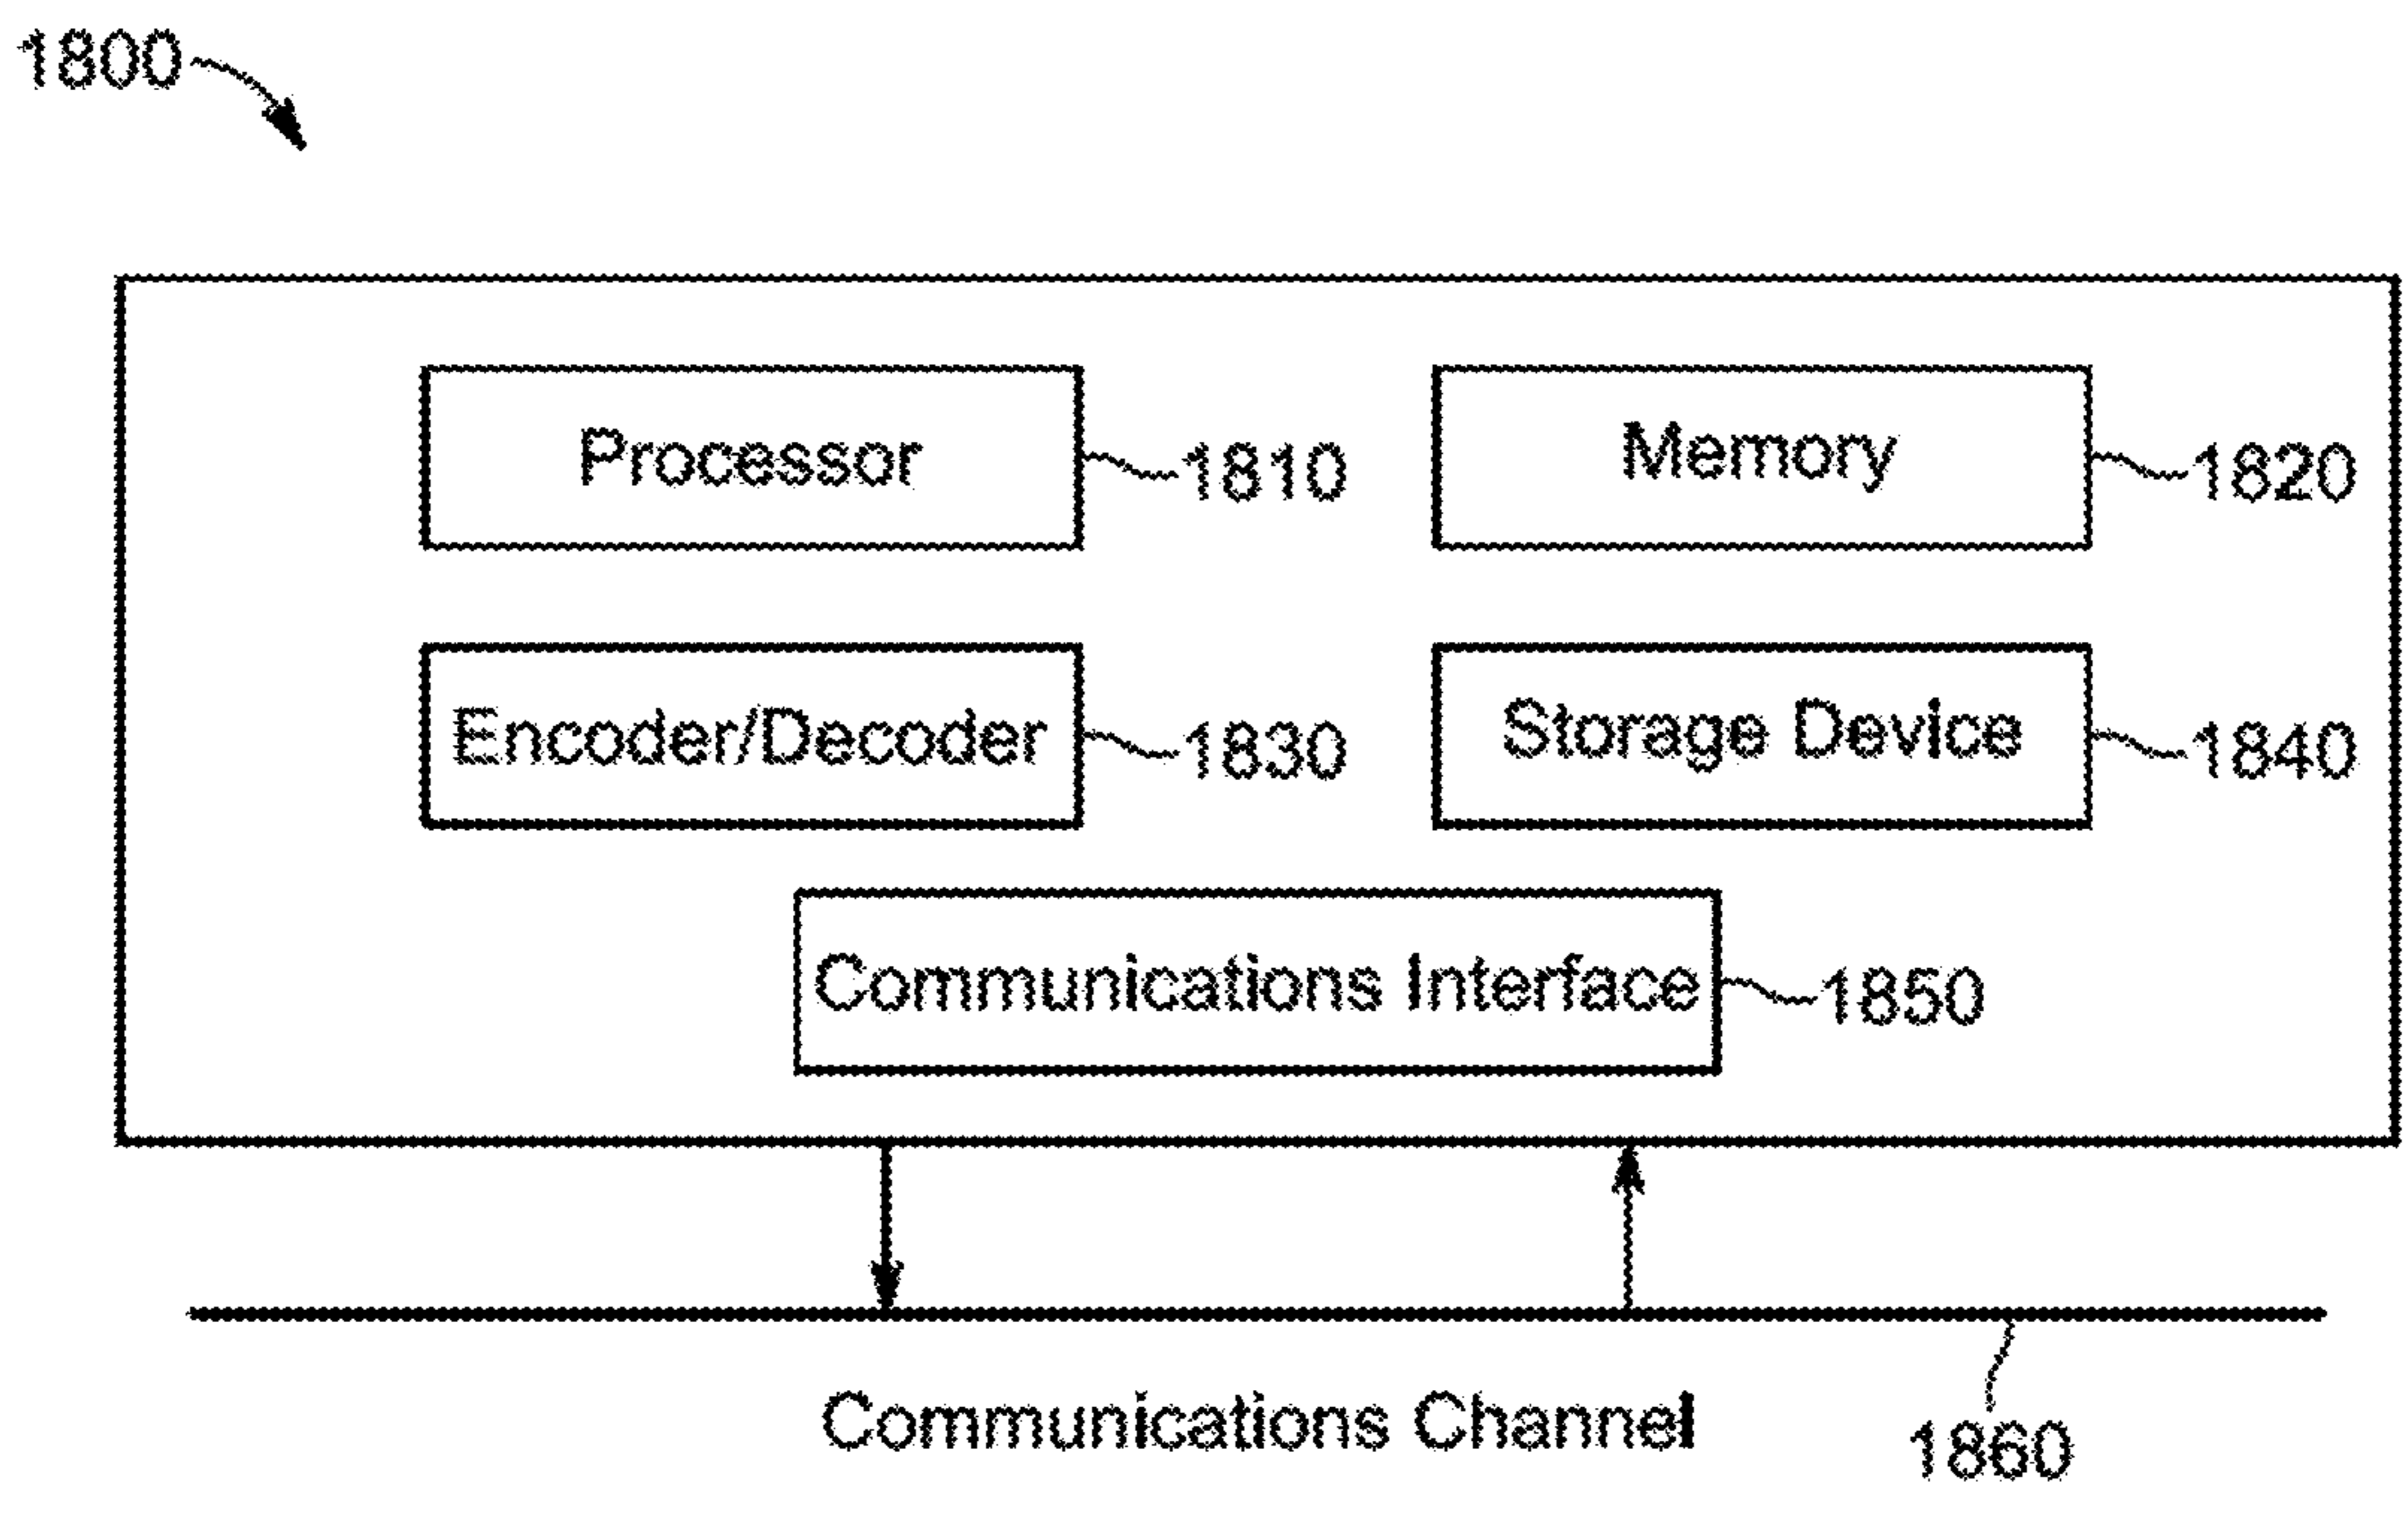 1800
Processor
1810
Memory
1820
Encoder/Decoder
1830
Storage Device
1840
Communications Interface
1850
Communications Channel
1860